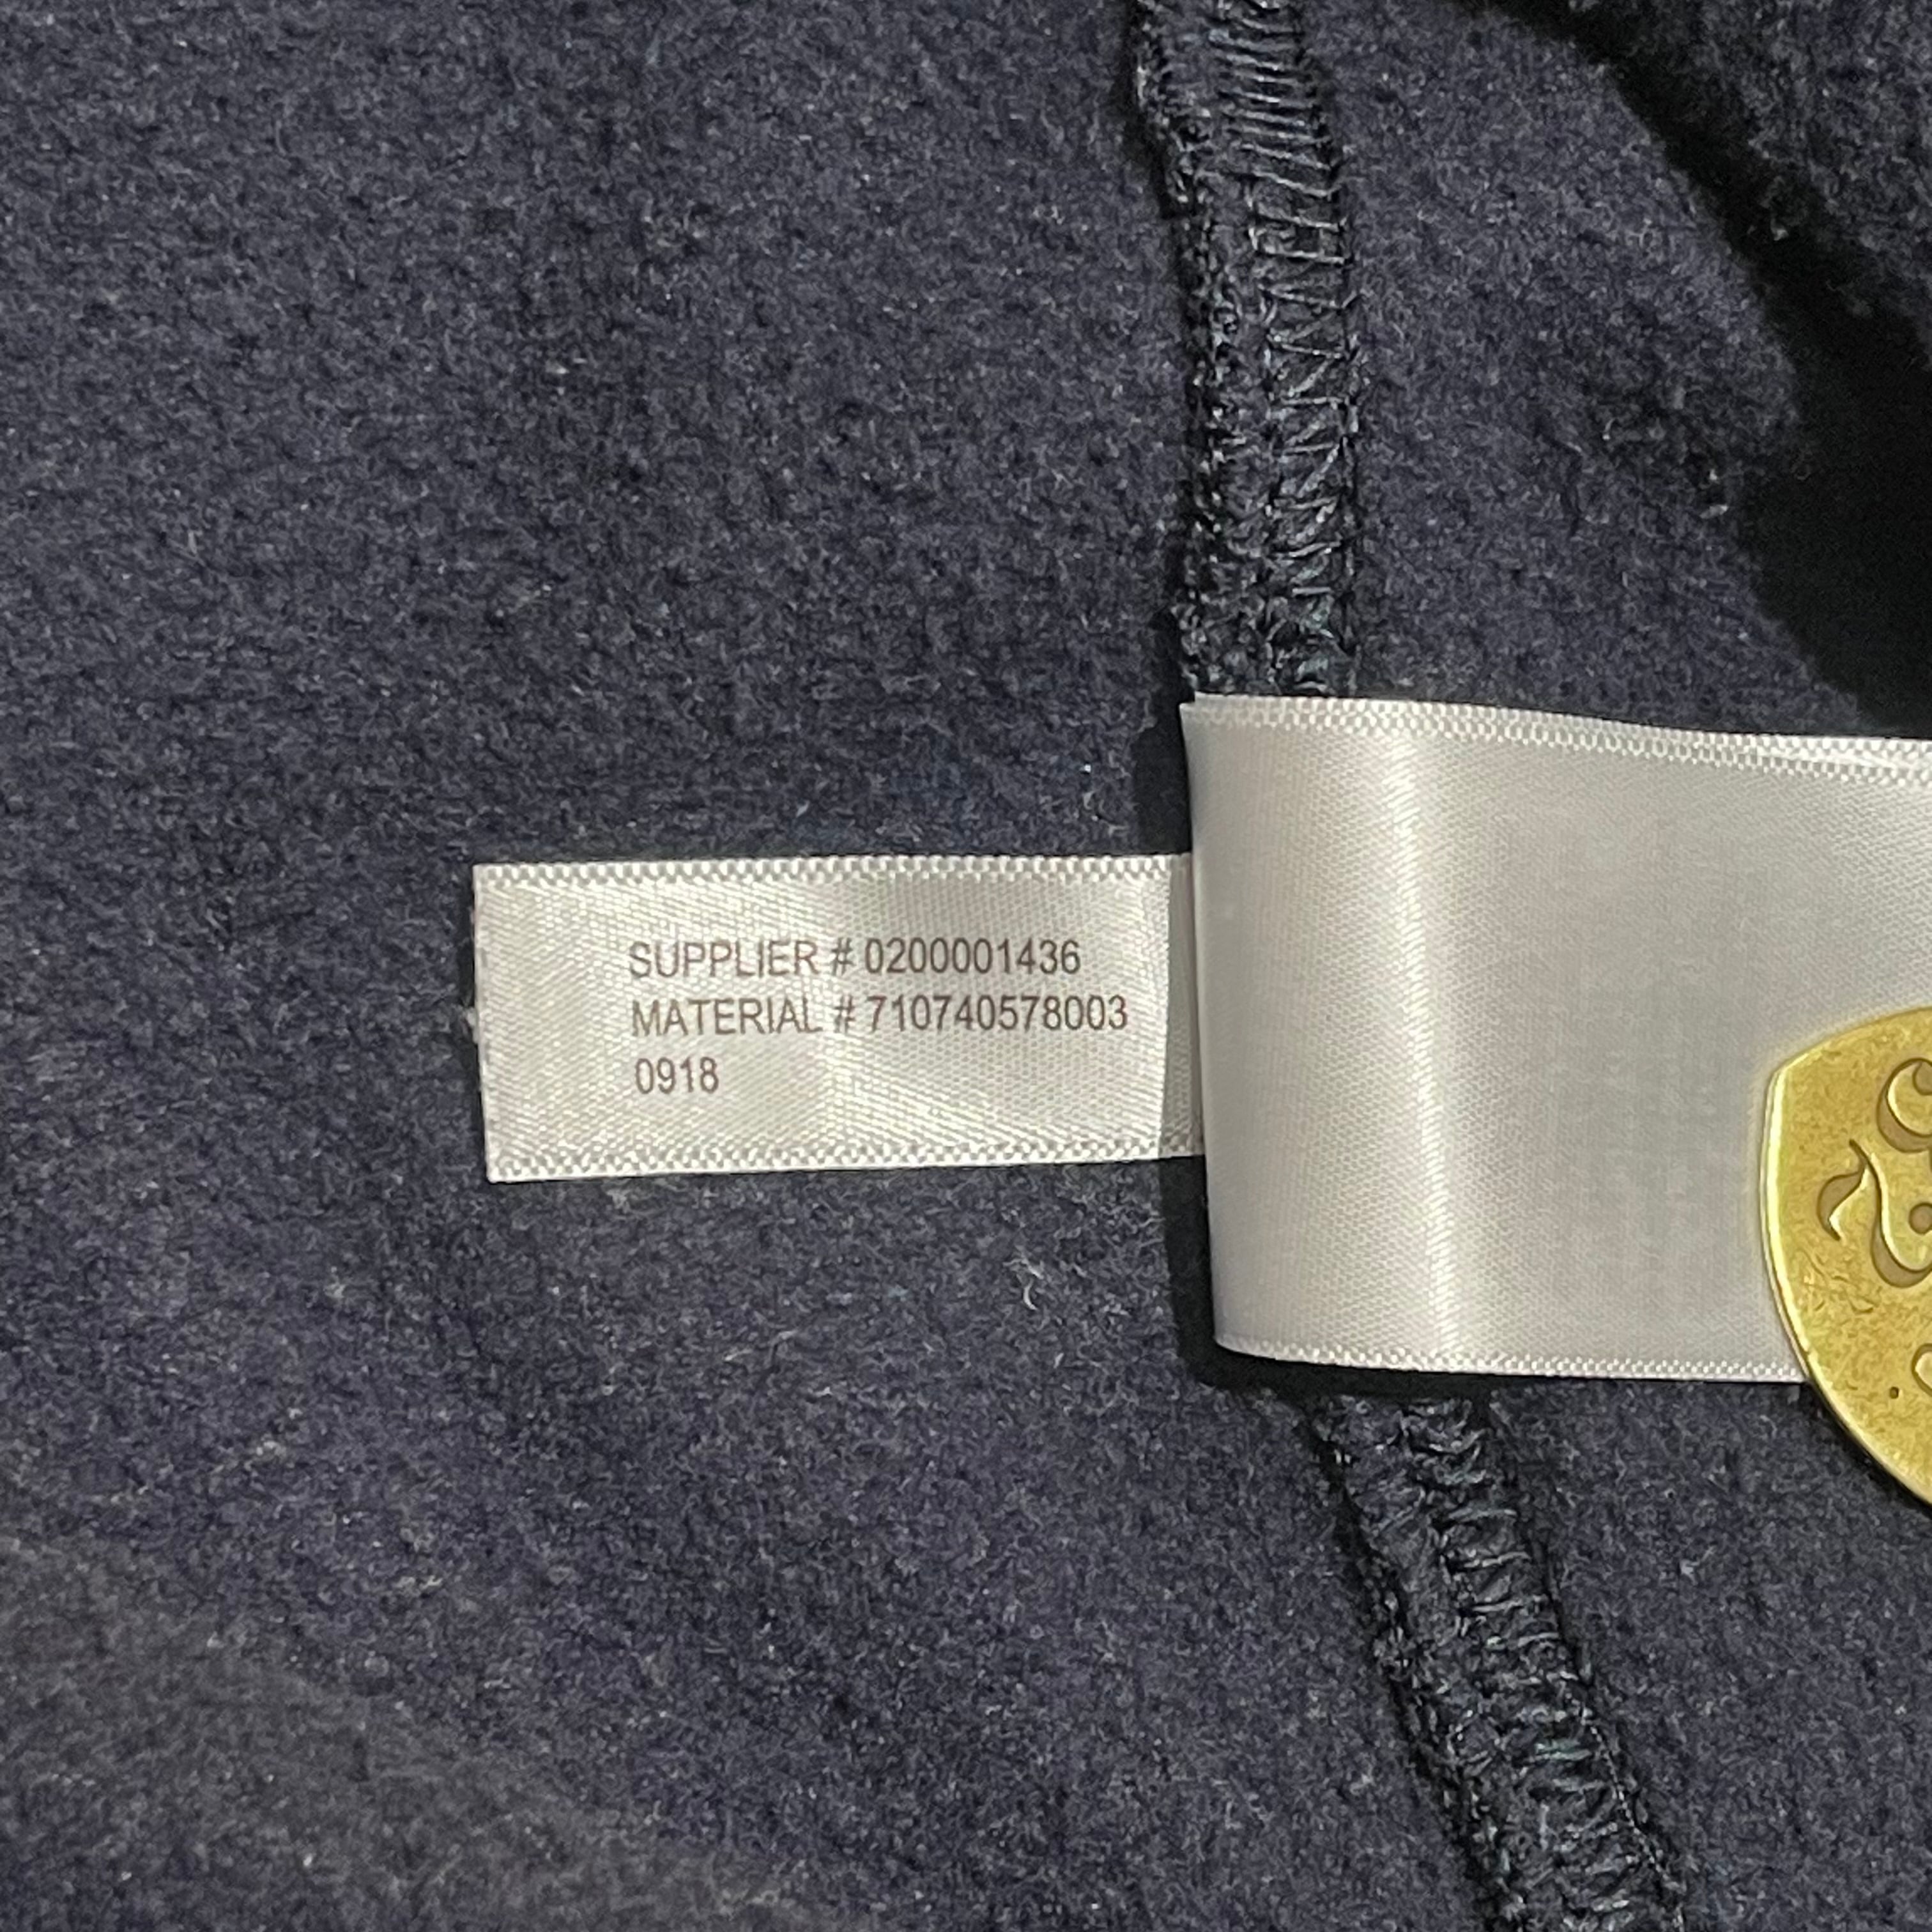 SUPPLIER # 0200001436
MATERIAL # 710740578003
0918